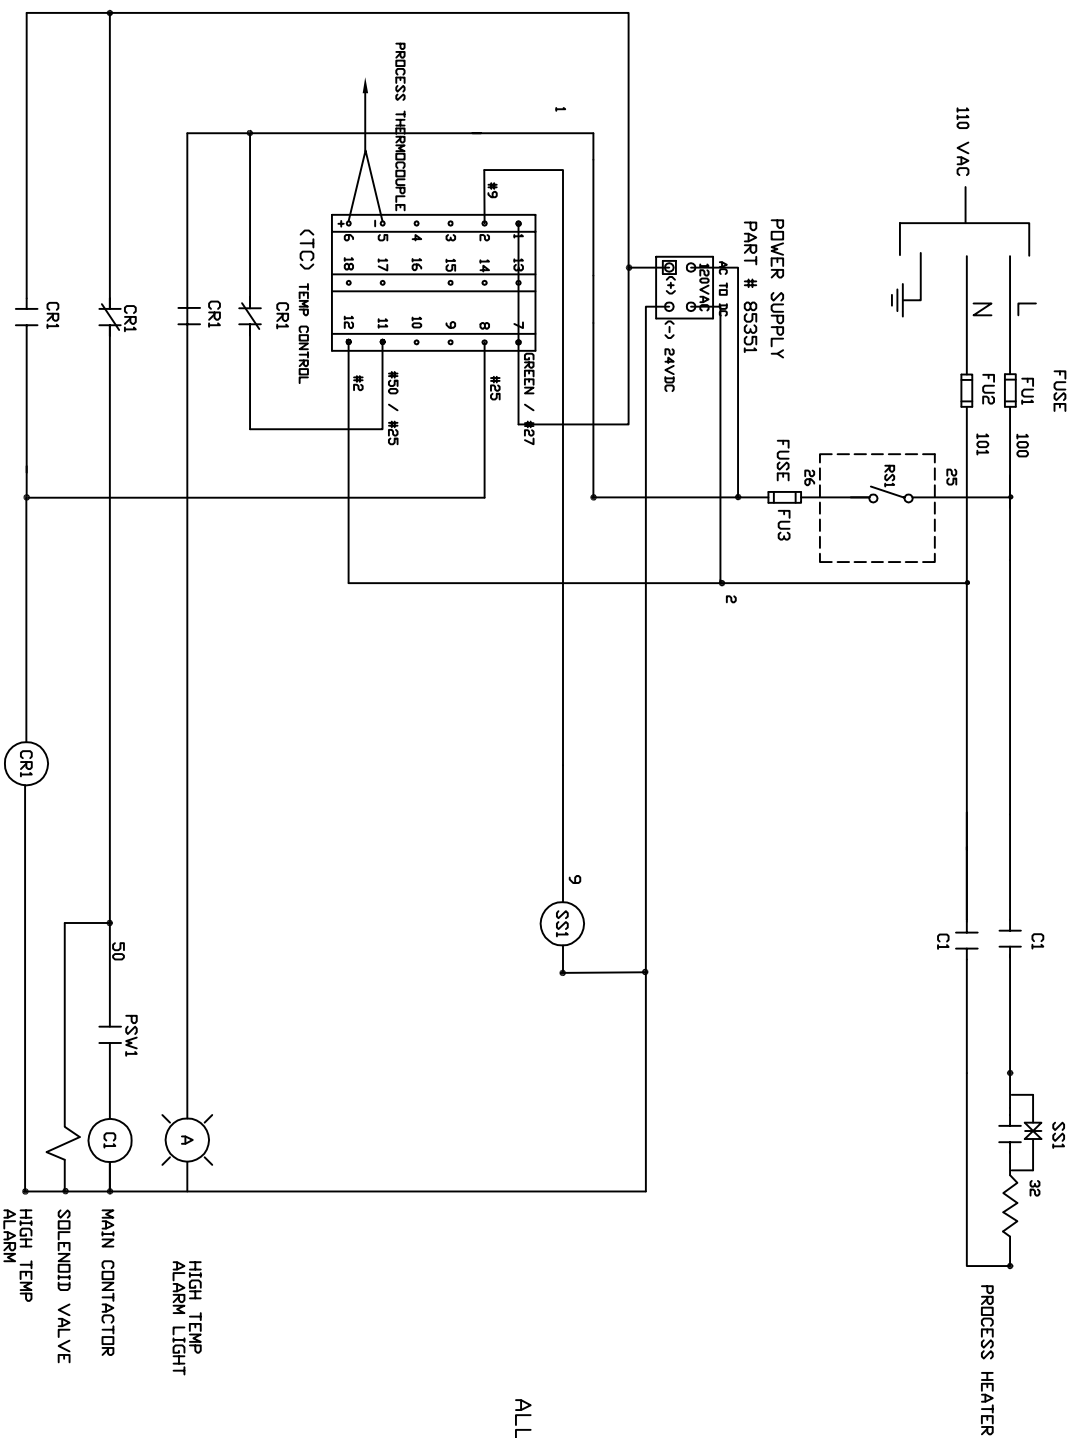 110 VAC
L
N
FUSE
FU1
FU2
100
101
C1
C1
SS1
32
PROCESS HEATER
25
RS1
26
FUSE
FU3
2
POWER SUPPLY
PART # 85351
AC TO DC
120VAC
(+)
(-) 24VDC
1
#9
9
SS1
GREEN / #27
#25
#50 / #25
#2
1 13 7
2 14 8
3 15 9
4 16 10
- 5 17 11
+ 6 18 12
PROCESS THERMOCOUPLE
(TC) TEMP CONTROL
CR1
CR1
A
HIGH TEMP
ALARM LIGHT
CR1
50
PSW1
C1
MAIN CONTACTOR
SOLENOID VALVE
CR1
CR1
HIGH TEMP
ALARM
ALL